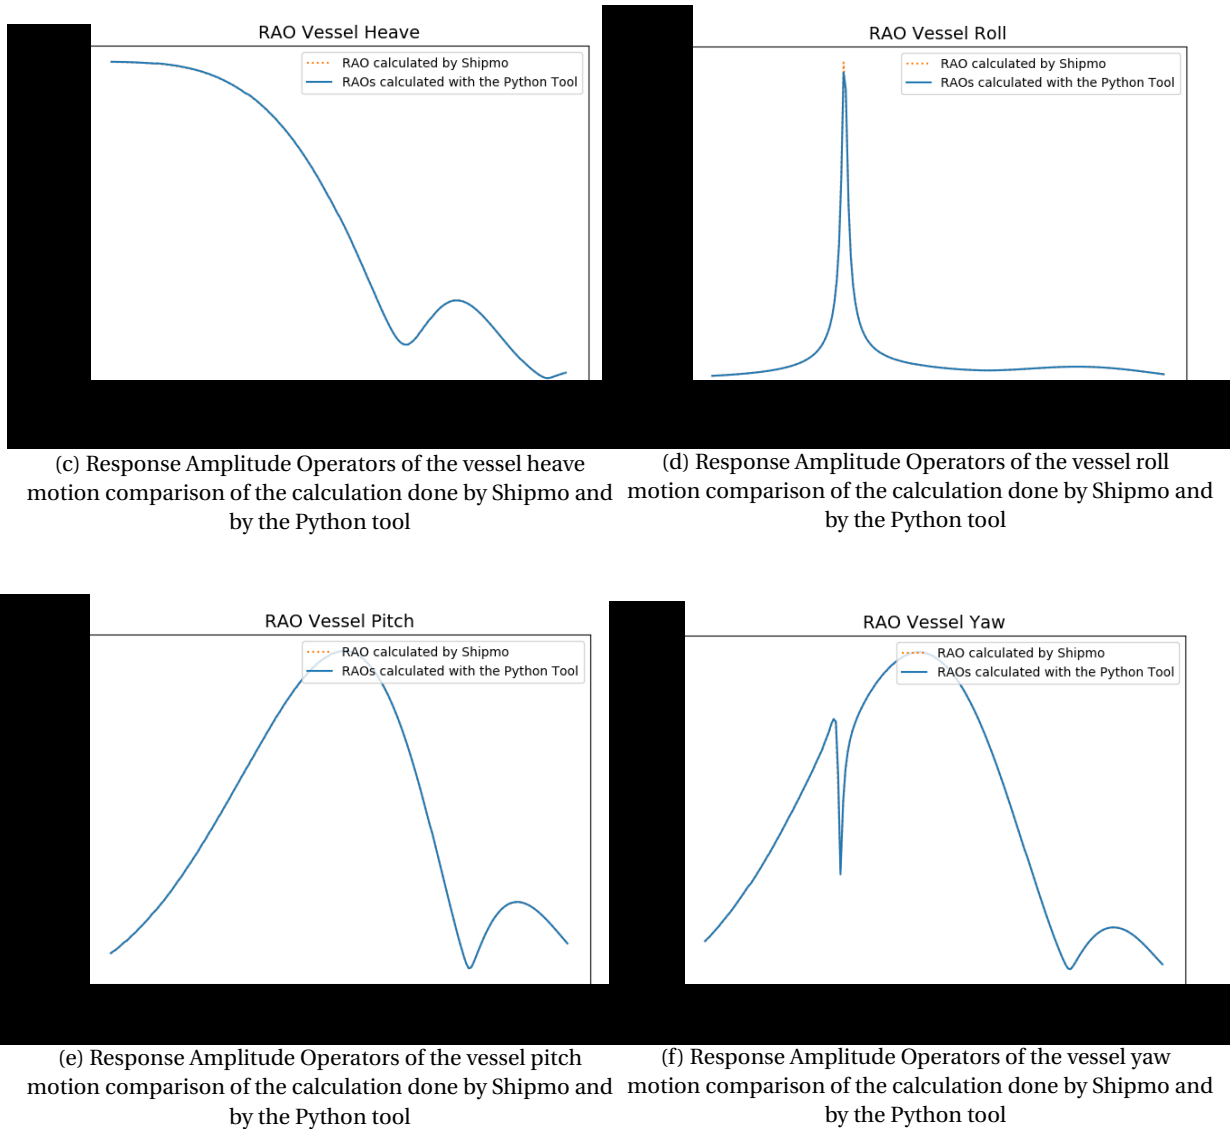 RAO Vessel Heave
RAO calculated by Shipmo
RAOs calculated with the Python Tool
(c) Response Amplitude Operators of the vessel heave
motion comparison of the calculation done by Shipmo and
by the Python tool
RAO Vessel Roll
RAO calculated by Shipmo
RAOs calculated with the Python Tool
(d) Response Amplitude Operators of the vessel roll
motion comparison of the calculation done by Shipmo and
by the Python tool
RAO Vessel Pitch
RAO calculated by Shipmo
RAOs calculated with the Python Tool
(e) Response Amplitude Operators of the vessel pitch
motion comparison of the calculation done by Shipmo and
by the Python tool
RAO Vessel Yaw
RAO calculated by Shipmo
RAOs calculated with the Python Tool
(f) Response Amplitude Operators of the vessel yaw
motion comparison of the calculation done by Shipmo and
by the Python tool